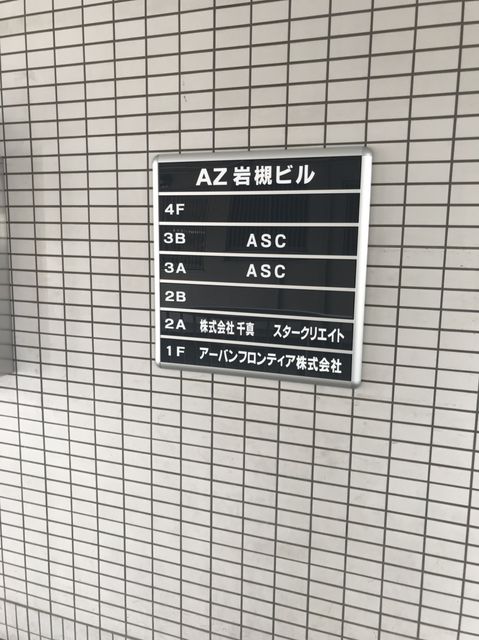 AZ岩槻ビル
4F
3B ASC
3A ASC
2B
2A 株式会社千真 スタークリエイト
1F アーバンフロンティア株式会社